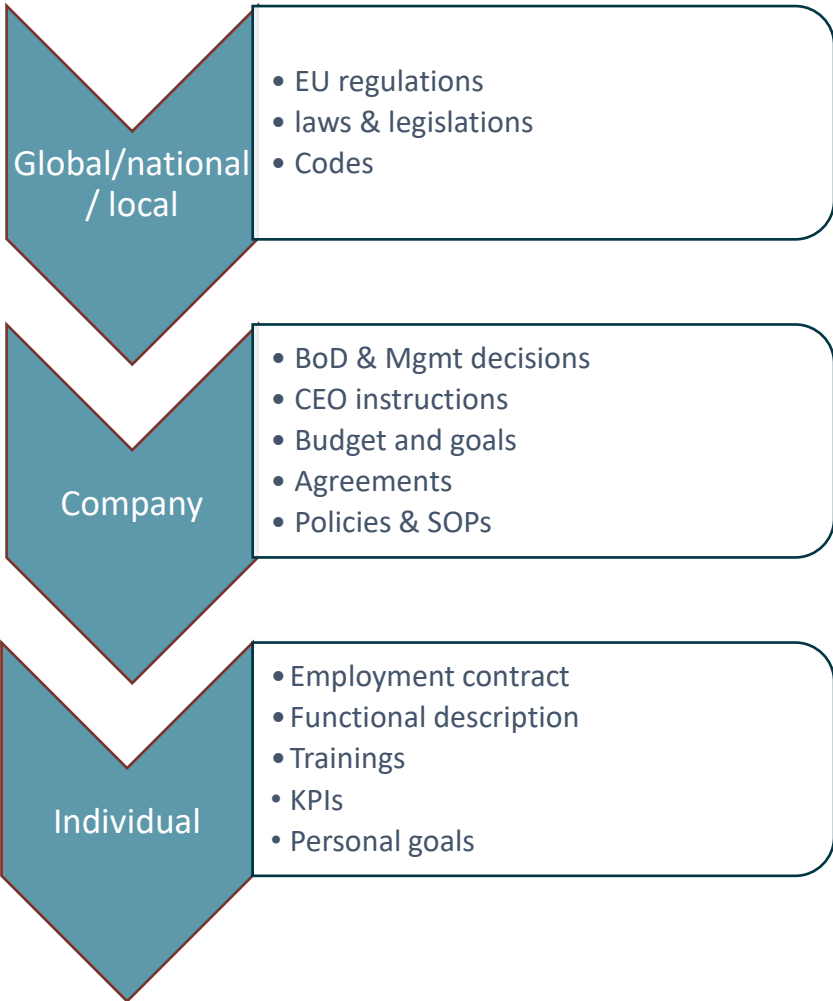 Global/national
/ local
• EU regulations
• laws & legislations
• Codes
Company
• BoD & Mgmt decisions
• CEO instructions
• Budget and goals
• Agreements
• Policies & SOPs
Individual
• Employment contract
• Functional description
• Trainings
• KPIs
• Personal goals